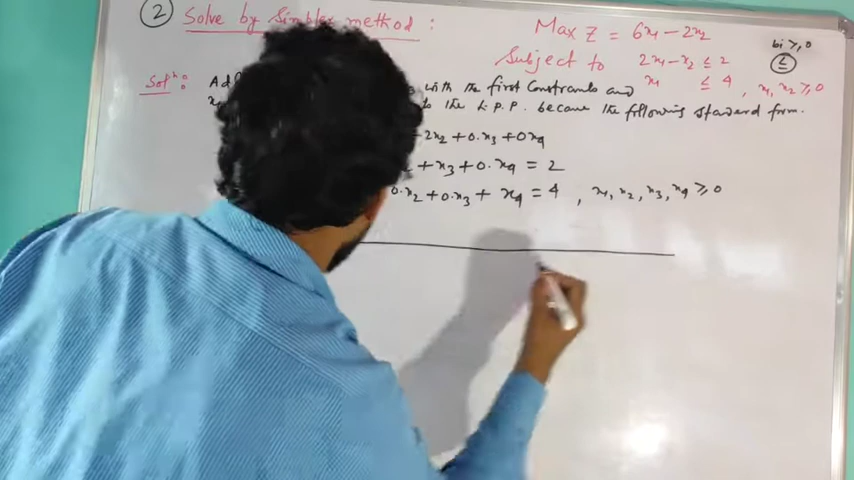 ② Solve by Simplex method : Max Z = 6x₁ - 2x₂
Subject to 2x₁ - x₂ ≤ 2
x₁ ≤ 4 , x₁, x₂ ≥ 0
bi ≥, 0
≤
Solⁿ : with the first Constraints and
to the L.P.P. became the following standard form.
2x₂ + 0.x₃ + 0x₄
+ x₃ + 0.x₄ = 2
0.x₂ + 0.x₃ + x₄ = 4 , x₁, x₂, x₃, x₄ ≥ 0